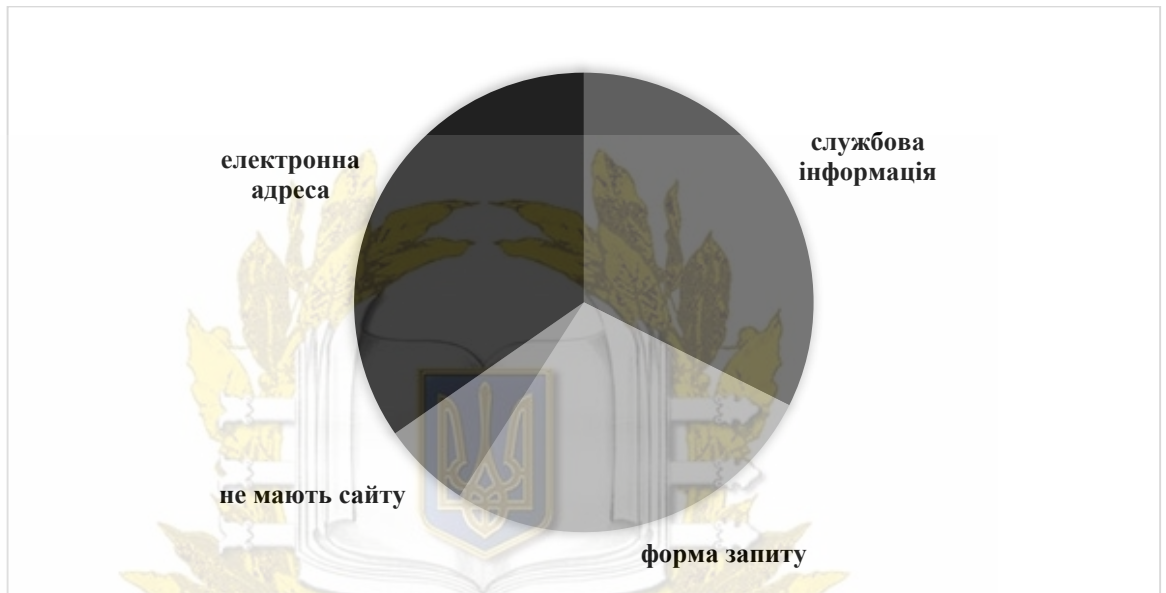 електронна
адреса
службова
інформація
не мають сайту
форма запиту